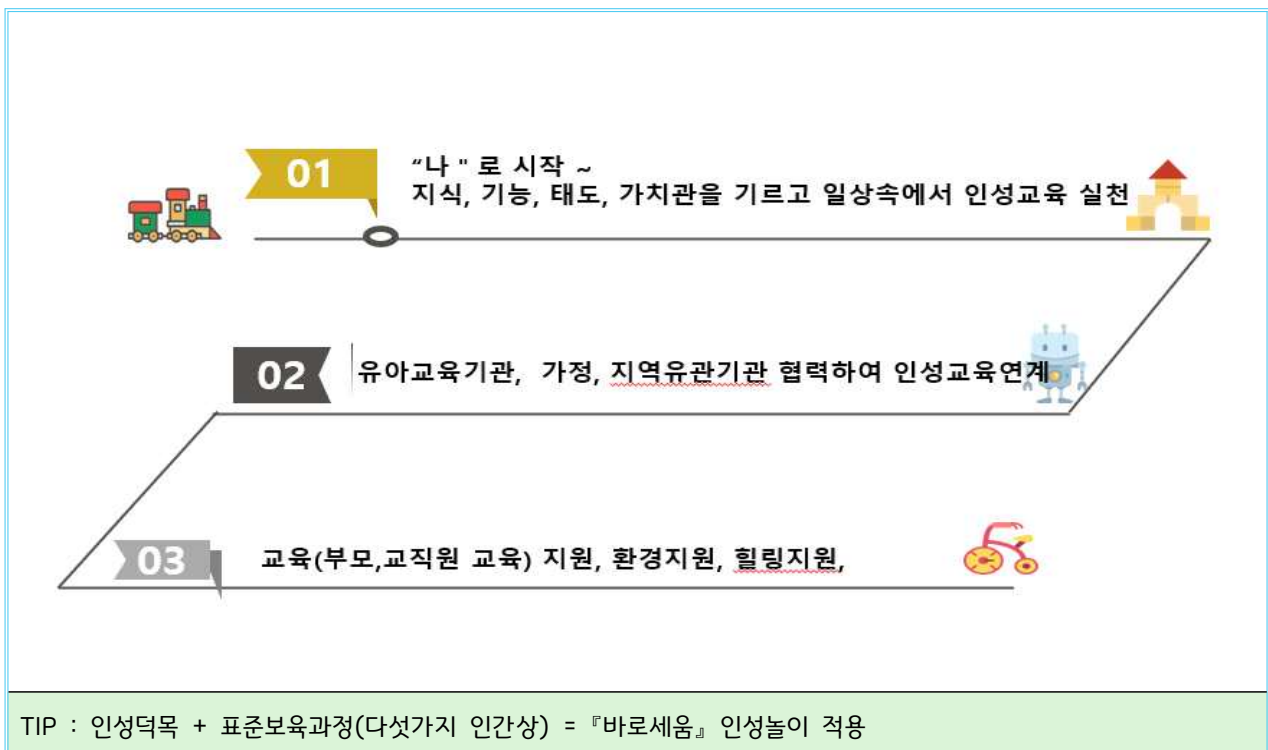 01
“나 " 로 시작 ~
지식, 기능, 태도, 가치관을 기르고 일상속에서 인성교육 실천
02
유아교육기관, 가정, 지역유관기관 협력하여 인성교육연계
03
교육(부모,교직원 교육) 지원, 환경지원, 힐링지원,
TIP : 인성덕목 + 표준보육과정(다섯가지 인간상) = 『바로세움』 인성놀이 적용